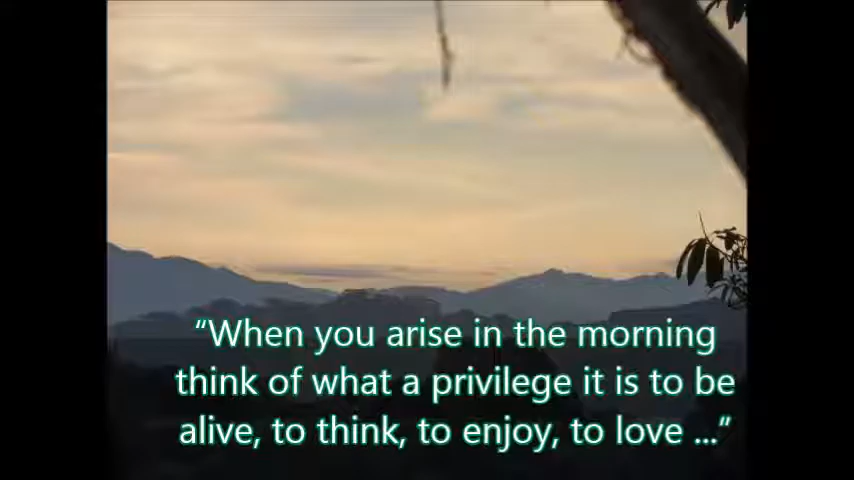 “When you arise in the morning
think of what a privilege it is to be
alive, to think, to enjoy, to love ...”